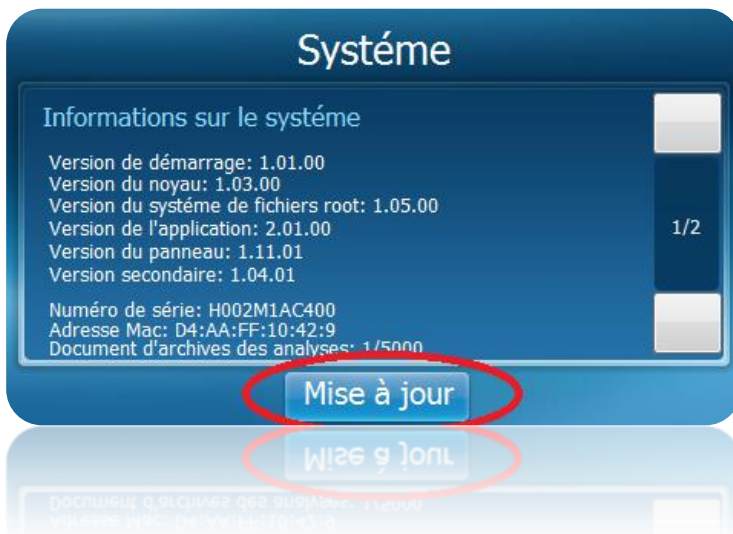 Systéme
Informations sur le systéme
Version de démarrage: 1.01.00
Version du noyau: 1.03.00
Version du systéme de fichiers root: 1.05.00
Version de l'application: 2.01.00
Version du panneau: 1.11.01
Version secondaire: 1.04.01
1/2
Numéro de série: H002M1AC400
Adresse Mac: D4:AA:FF:10:42:9
Document d'archives des analyses: 1/5000
Mise à jour